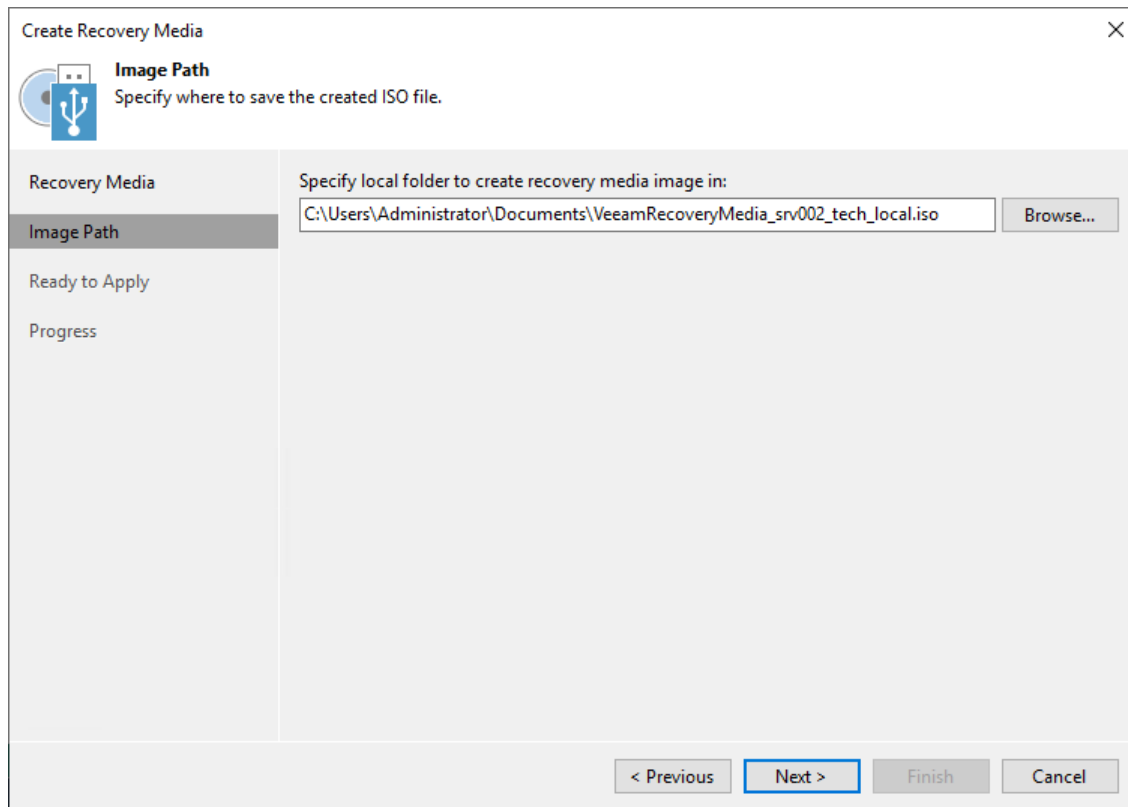 Create Recovery Media
Image Path
Specify where to save the created ISO file.
Recovery Media
Image Path
Ready to Apply
Progress
Specify local folder to create recovery media image in:
C:\Users\Administrator\Documents\VeeamRecoveryMedia_srv002_tech_local.iso
Browse...
< Previous
Next >
Finish
Cancel